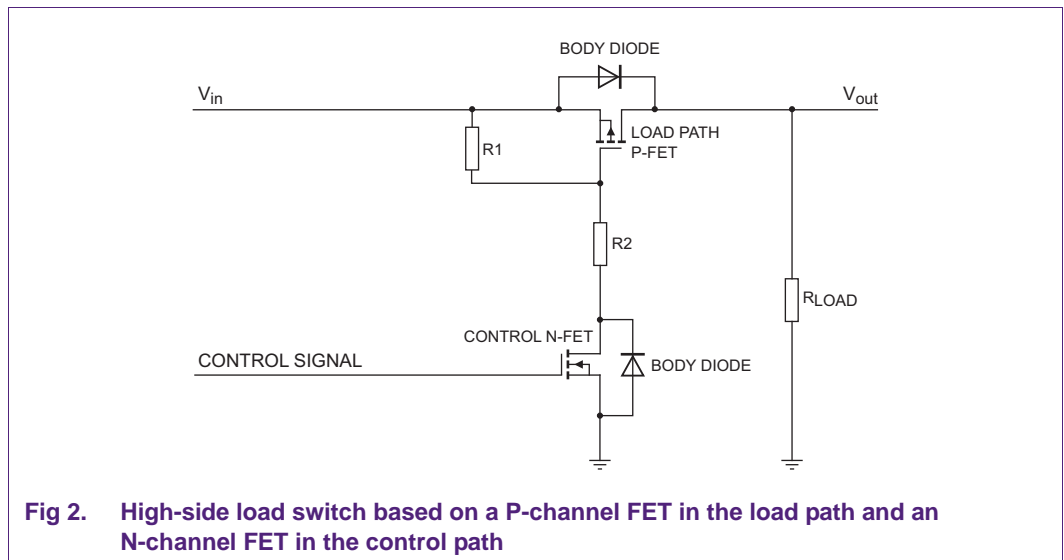 BODY DIODE
Vin
Vout
LOAD PATH
P-FET
R1
R2
RLOAD
CONTROL N-FET
CONTROL SIGNAL
BODY DIODE
Fig 2. High-side load switch based on a P-channel FET in the load path and an
N-channel FET in the control path